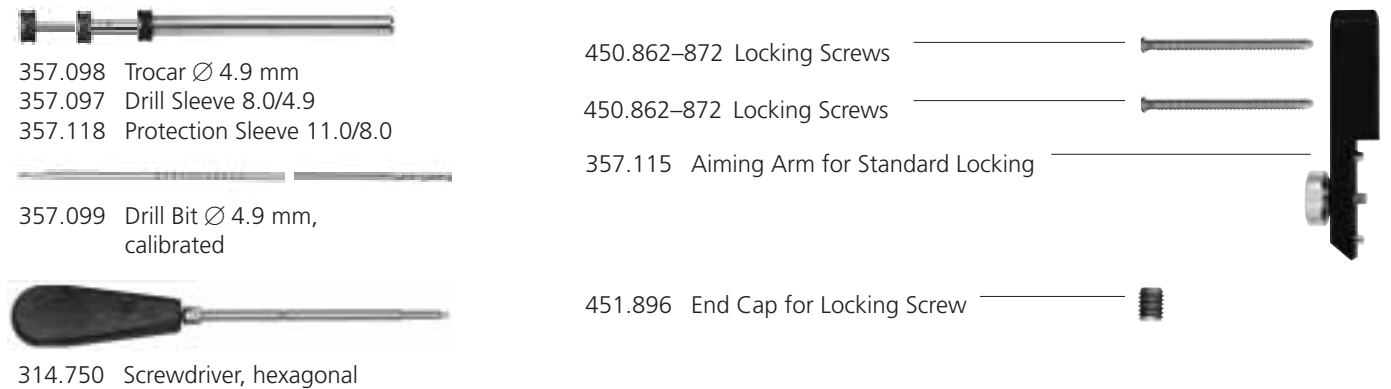 357.098 Trocar ∅ 4.9 mm
357.097 Drill Sleeve 8.0/4.9
357.118 Protection Sleeve 11.0/8.0
357.099 Drill Bit ∅ 4.9 mm,
calibrated
314.750 Screwdriver, hexagonal
450.862–872 Locking Screws
450.862–872 Locking Screws
357.115 Aiming Arm for Standard Locking
451.896 End Cap for Locking Screw